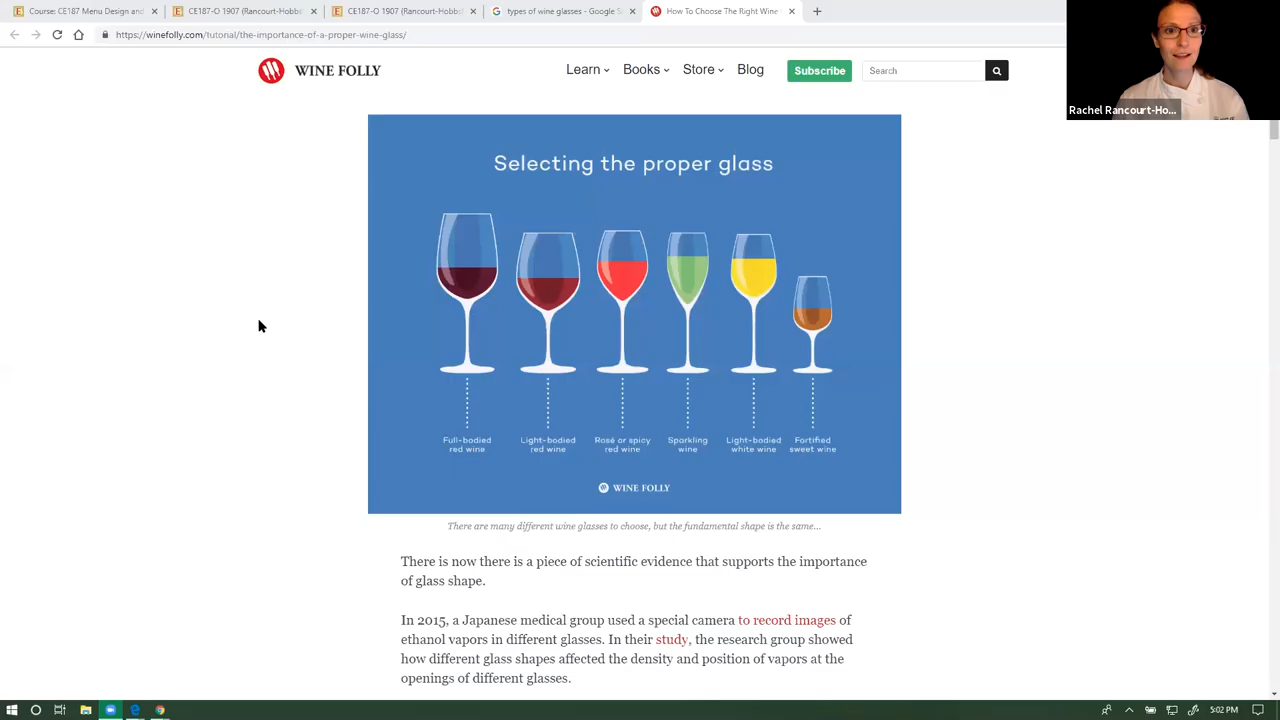 Course: CE187 Menu Design and
CE187-O 1907 (Rancourt-Hobbs
CE187-O 1907 (Rancourt-Hobbs
types of wine glasses - Google S
How To Choose The Right Wine
https://winefolly.com/tutorial/the-importance-of-a-proper-wine-glass/
WINE FOLLY
Learn
Books
Store
Blog
Subscribe
Search
Rachel Rancourt-Ho...
Selecting the proper glass
Full-bodied
red wine
Light-bodied
red wine
Rosé or spicy
red wine
Sparkling
wine
Light-bodied
white wine
Fortified
sweet wine
WINE FOLLY
There are many different wine glasses to choose, but the fundamental shape is the same...
There is now there is a piece of scientific evidence that supports the importance
of glass shape.
In 2015, a Japanese medical group used a special camera to record images of
ethanol vapors in different glasses. In their study, the research group showed
how different glass shapes affected the density and position of vapors at the
openings of different glasses.
5:02 PM